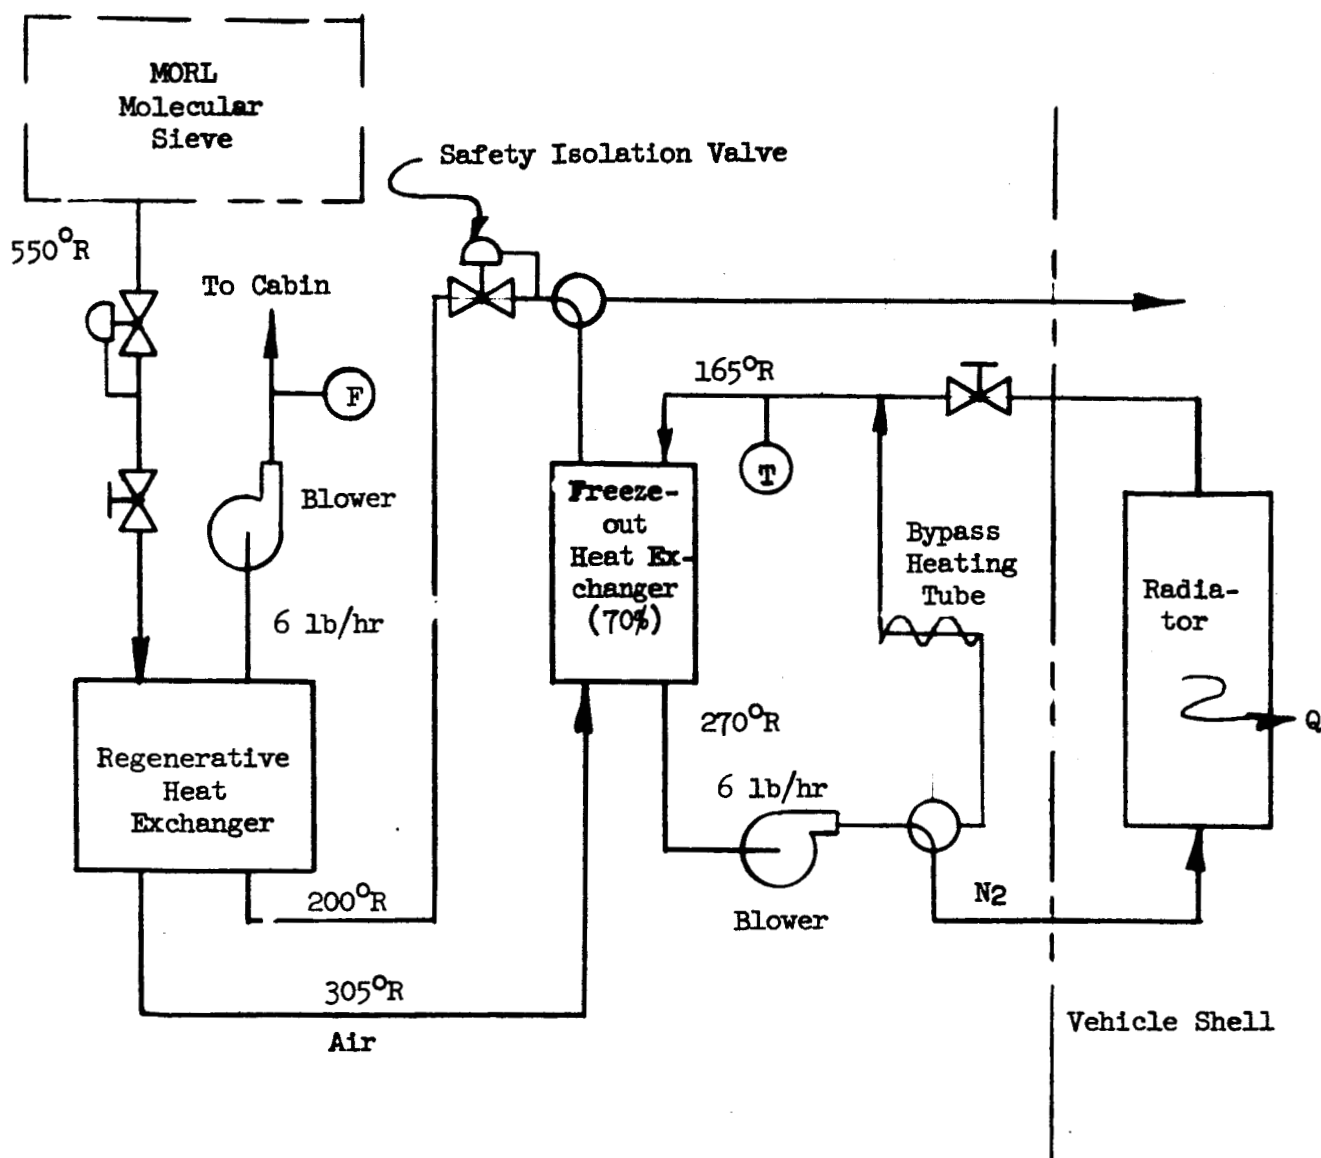 MORL
Molecular
Sieve
Safety Isolation Valve
550°R
To Cabin
F
165°R
T
Blower
Freeze-
out
Heat Ex-
changer
(70%)
Bypass
Heating
Tube
Radia-
tor
6 lb/hr
Q
270°R
Regenerative
Heat
Exchanger
6 lb/hr
200°R
N2
Blower
305°R
Air
Vehicle Shell